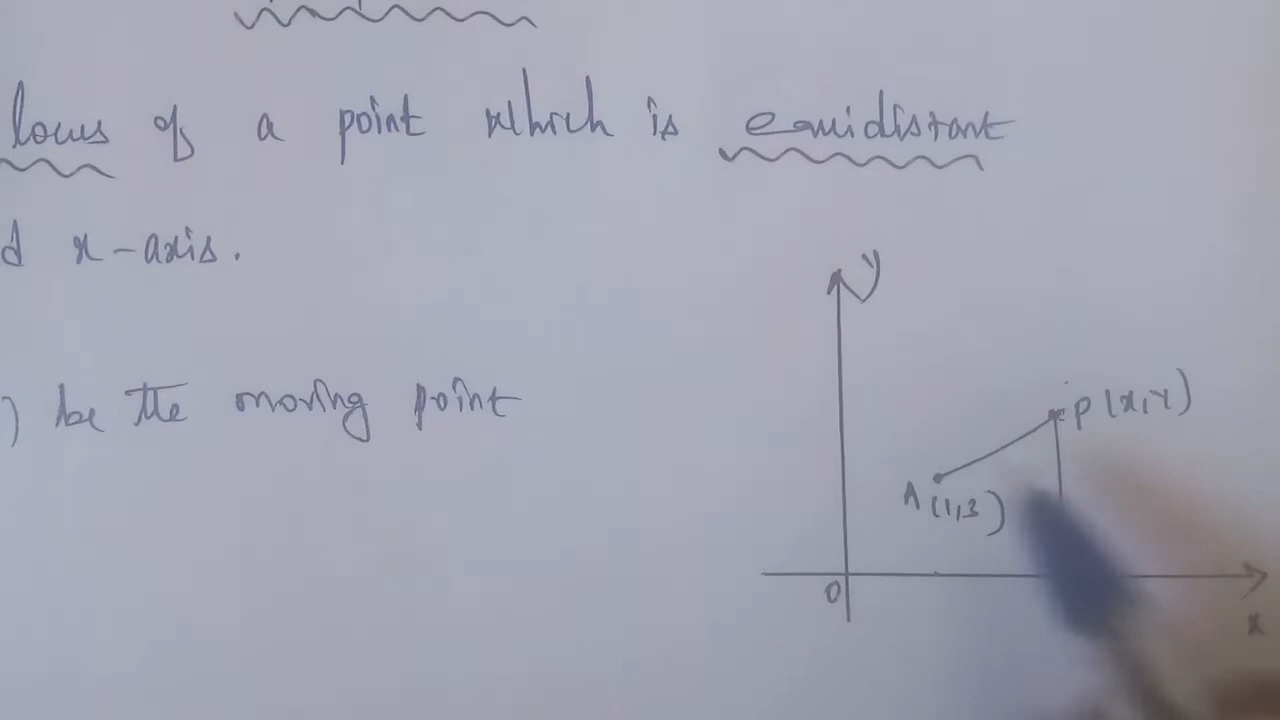 locus of a point which is equidistant
d x-axis.
) be the moving point
y
P(x,y)
A(1,3)
O
x